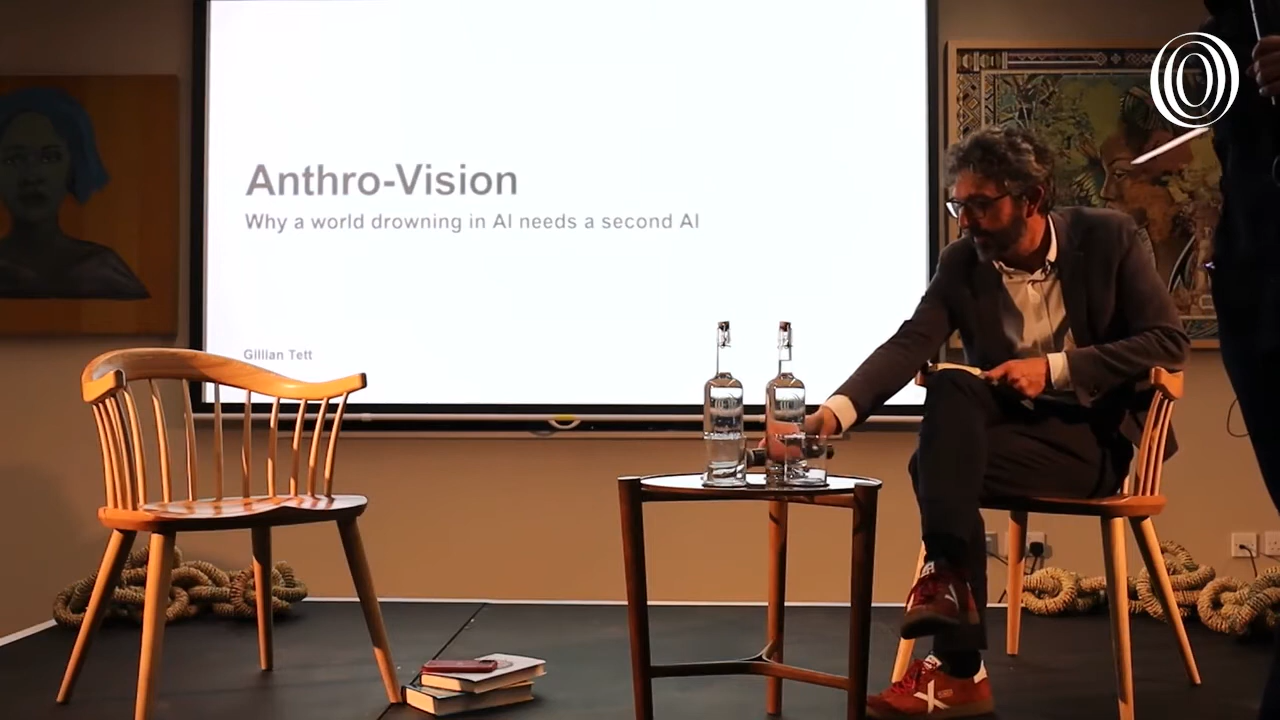 Anthro-Vision
Why a world drowning in AI needs a second AI
Gillian Tett